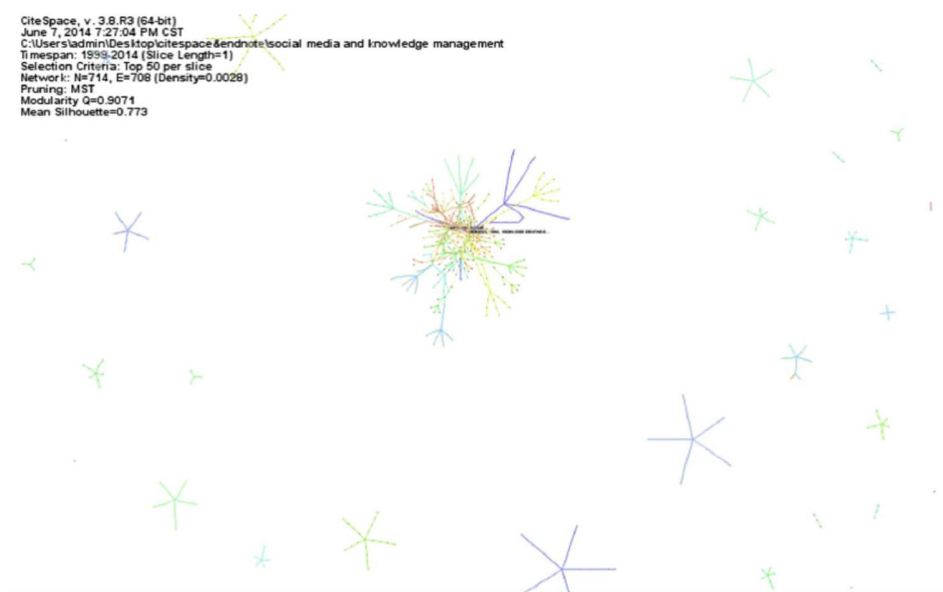 CiteSpace, v. 3.8.R3 (64-bit)
June 7, 2014 7:27:04 PM CST
C:\Users\admin\Desktop\citespace&endnote\social media and knowledge management
Timespan: 1998-2014 (Slice Length=1)
Selection Criteria: Top 50 per slice
Network: N=714, E=708 (Density=0.0028)
Pruning: MST
Modularity Q=0.9071
Mean Silhouette=0.773